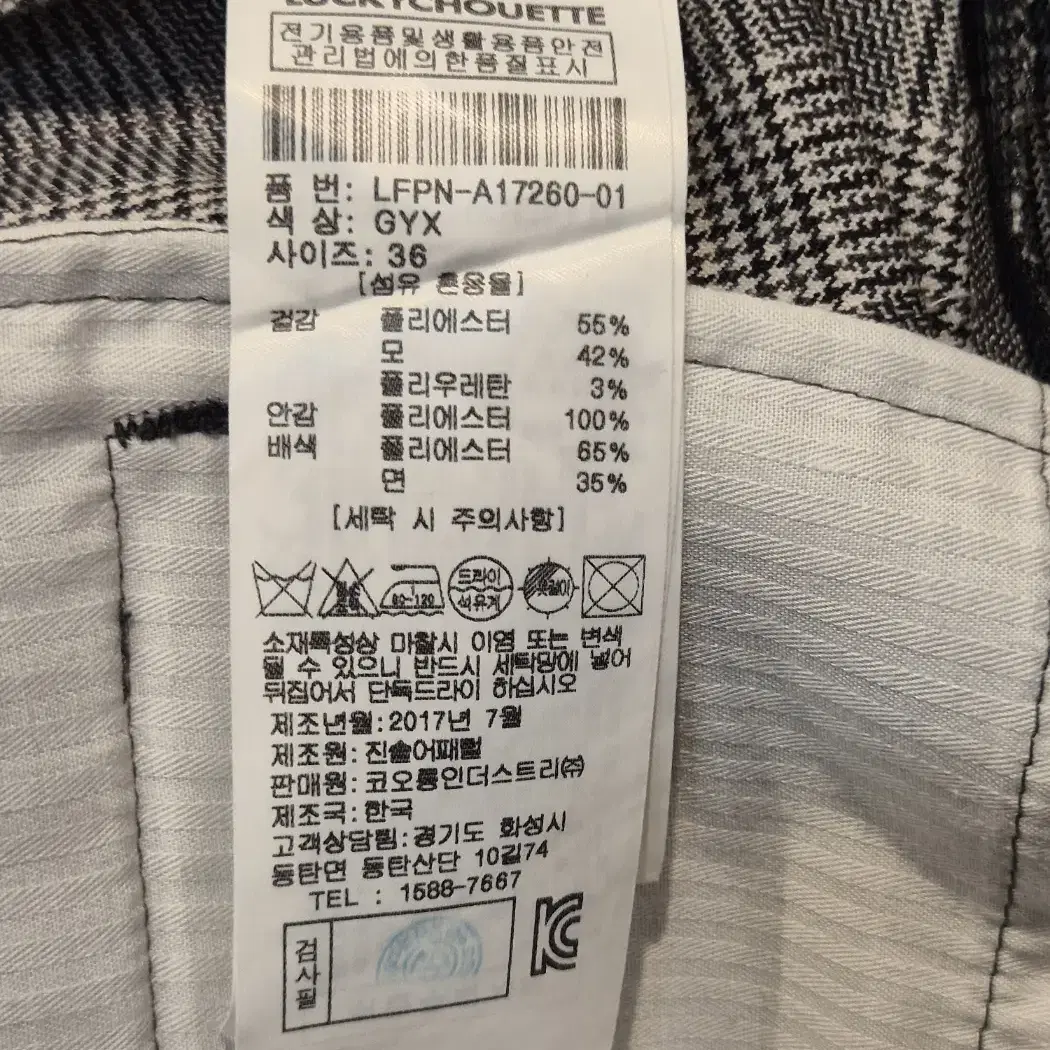 LUCKYCHOUETTE
전기용품및생활용품안전
관리법에의한품질표시
품 번: LFPN-A17260-01
색 상: GYX
사이즈: 36
[섬유 혼용율]
겉감 폴리에스터 55%
모 42%
폴리우레탄 3%
안감 폴리에스터 100%
배색 폴리에스터 65%
면 35%
[세탁 시 주의사항]
80-120 드라이 석유계 옷걸이
소재특성상 마찰시 이염 또는 변색
될 수 있으니 반드시 세탁망에 넣어
뒤집어서 단독드라이 하십시오
제조년월:2017년 7월
제조원:진솔어패럴
판매원:코오롱인더스트리㈜
제조국:한국
고객상담팀:경기도 화성시
동탄면 동탄산단 10길74
TEL : 1588-7667
검사필